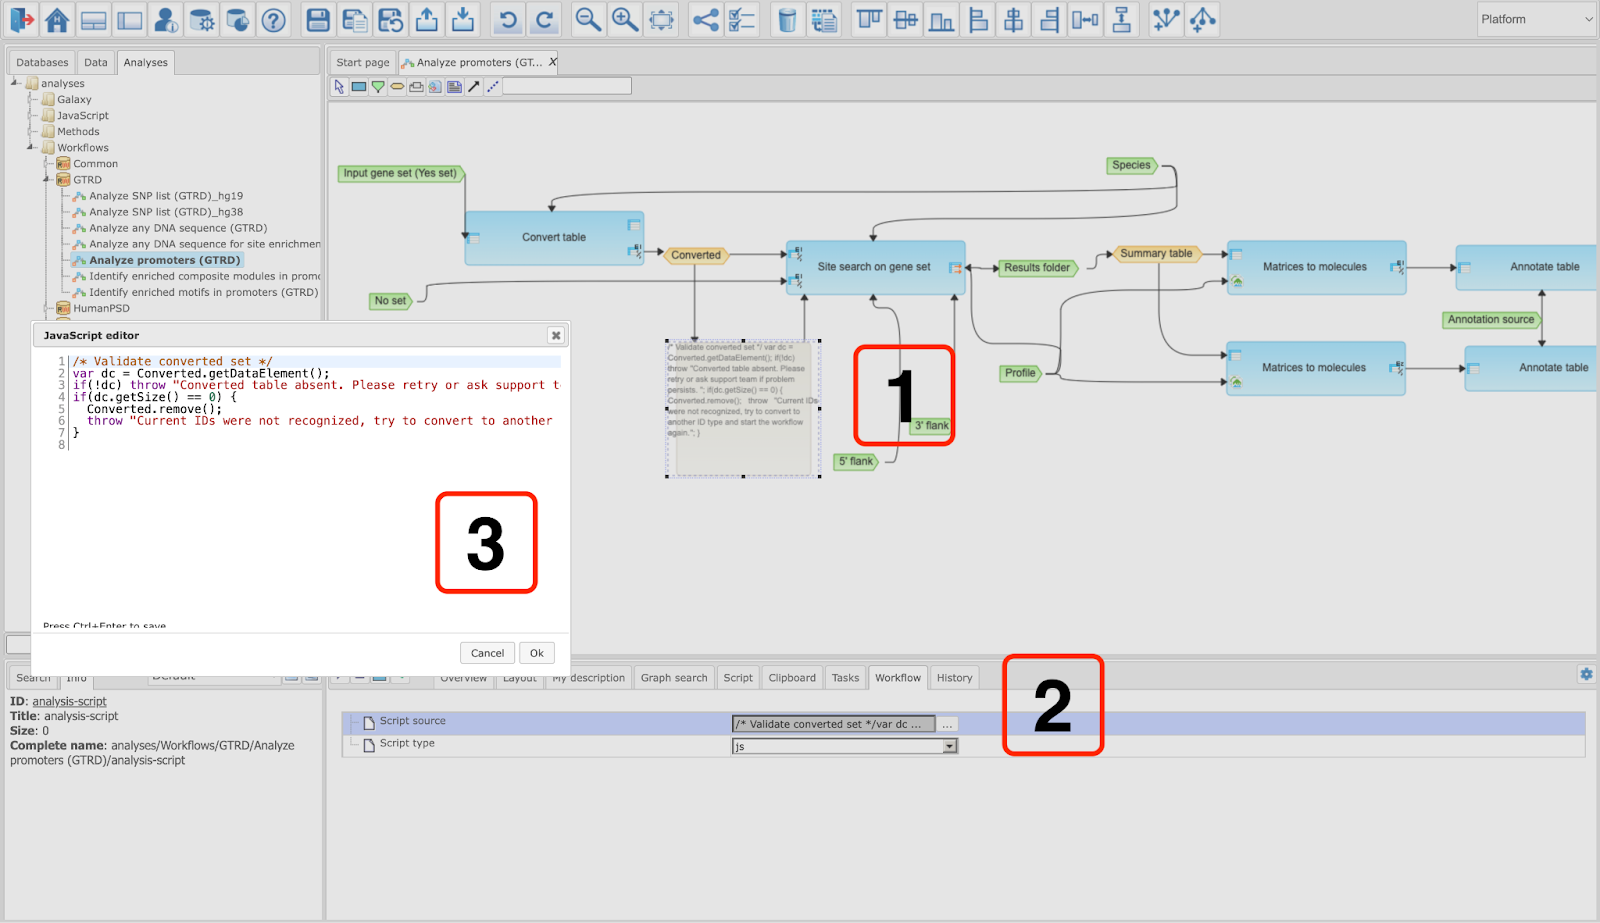 Platform
Databases
Data
Analyses
Start page
Analyze promoters (GT...
X
analyses
Galaxy
JavaScript
Methods
Workflows
Common
GTRD
Analyze SNP list (GTRD)_hg19
Analyze SNP list (GTRD)_hg38
Analyze any DNA sequence (GTRD)
Analyze any DNA sequence for site enrichmen
Analyze promoters (GTRD)
Identify enriched composite modules in promo
Identify enriched motifs in promoters (GTRD)
HumanPSD
Input gene set (Yes set)
Species
Convert table
Converted
Site search on gene set
Results folder
Summary table
Matrices to molecules
Annotate table
No set
Annotation source
Profile
Matrices to molecules
Annotate table
/* Validate converted set */ var dc =
Converted.getDataElement(); if(!dc)
throw "Converted table absent. Please
retry or ask support team if problem
persists. "; if(dc.getSize() == 0) {
Converted.remove(); throw "Current IDs
were not recognized, try to convert to
another ID type and start the workflow
again."; }
1
3' flank
5' flank
JavaScript editor
1 /* Validate converted set */
2 var dc = Converted.getDataElement();
3 if(!dc) throw "Converted table absent. Please retry or ask support t
4 if(dc.getSize() == 0) {
5 Converted.remove();
6 throw "Current IDs were not recognized, try to convert to another
7 }
8
3
Press Ctrl+Enter to save
Cancel
Ok
Search
Info
Default
Overview
Layout
My description
Graph search
Script
Clipboard
Tasks
Workflow
History
ID: analysis-script
Title: analysis-script
Size: 0
Complete name: analyses/Workflows/GTRD/Analyze
promoters (GTRD)/analysis-script
Script source
/* Validate converted set */var dc ...
...
Script type
js
2